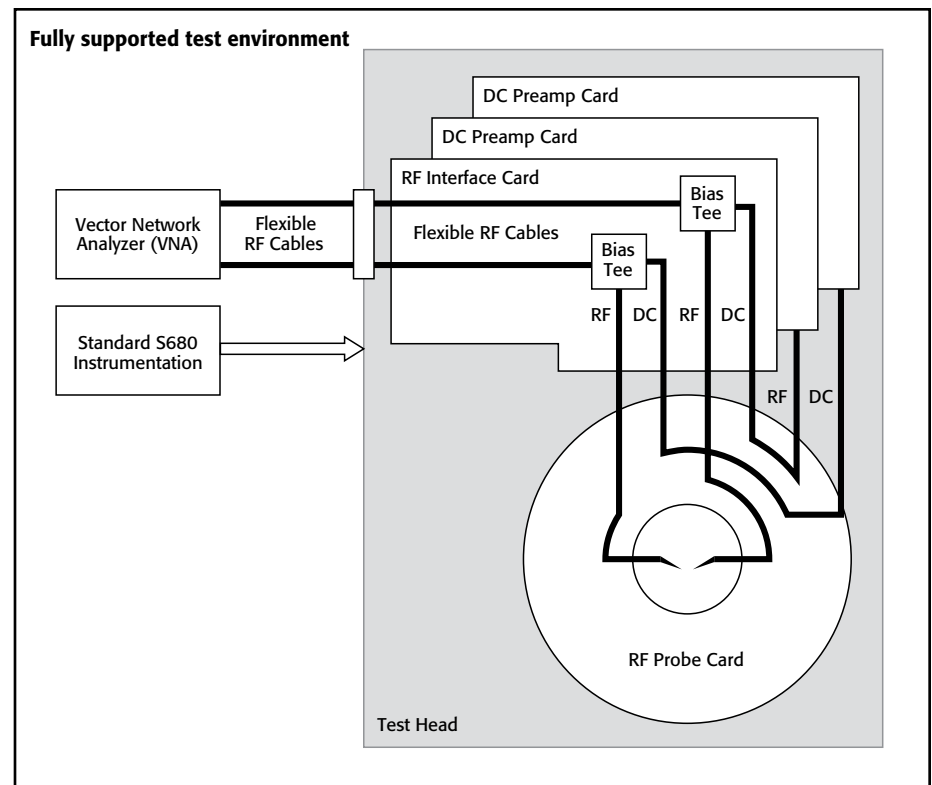 Fully supported test environment
DC Preamp Card
DC Preamp Card
RF Interface Card
Bias
Tee
Vector Network
Analyzer (VNA)
Flexible
RF Cables
Flexible RF Cables
Bias
Tee
RF DC RF DC
Standard S680
Instrumentation
RF DC
RF Probe Card
Test Head